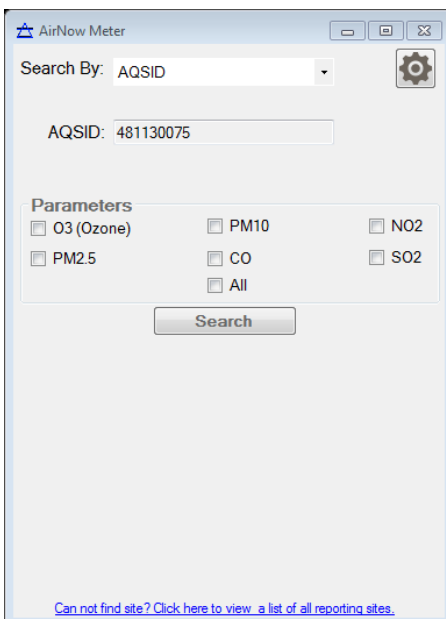 AirNow Meter
Search By: AQSID
AQSID: 481130075
Parameters
O3 (Ozone) PM10 NO2
PM2.5 CO SO2
All
Search
Can not find site? Click here to view a list of all reporting sites.